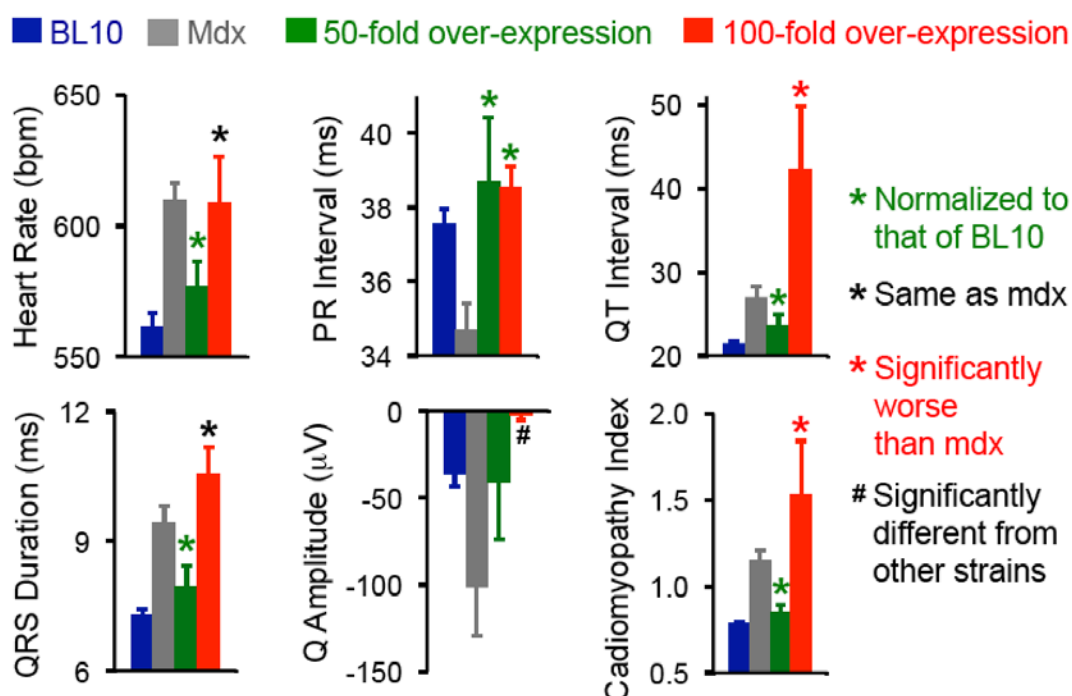 BL10 Mdx 50-fold over-expression 100-fold over-expression
Heart Rate (bpm)
650
600
550
*
*
PR Interval (ms)
40
38
36
34
*
*
QT Interval (ms)
50
40
30
20
*
*
* Normalized to
that of BL10
* Same as mdx
* Significantly
worse
than mdx
# Significantly
different from
other strains
QRS Duration (ms)
12
9
6
*
*
Q Amplitude (µV)
0
-50
-100
-150
#
Cadiomyopathy Index
2.0
1.5
1.0
0.5
*
*